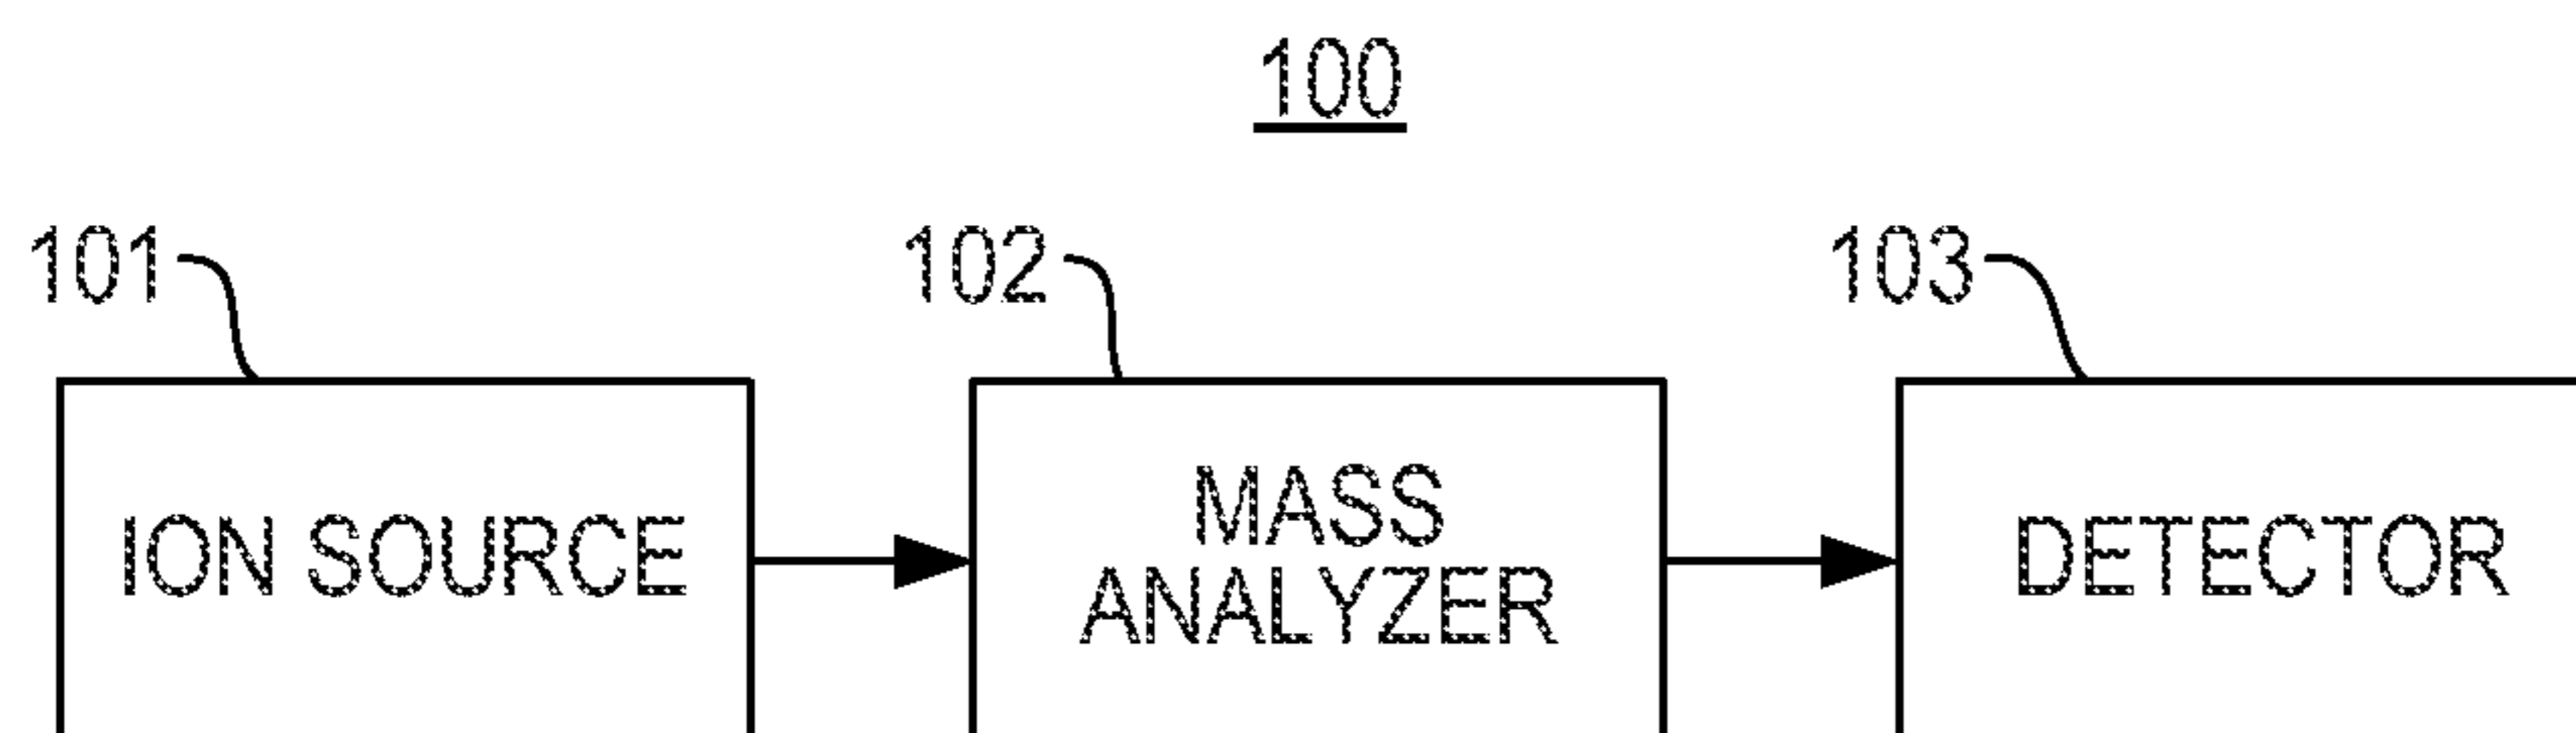 100
101
102
103
ION SOURCE
MASS
ANALYZER
DETECTOR